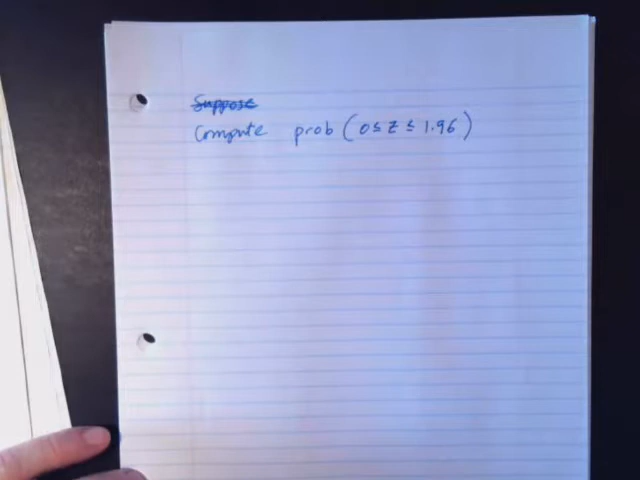 Suppose
Compute prob (0 ≤ Z ≤ 1.96)